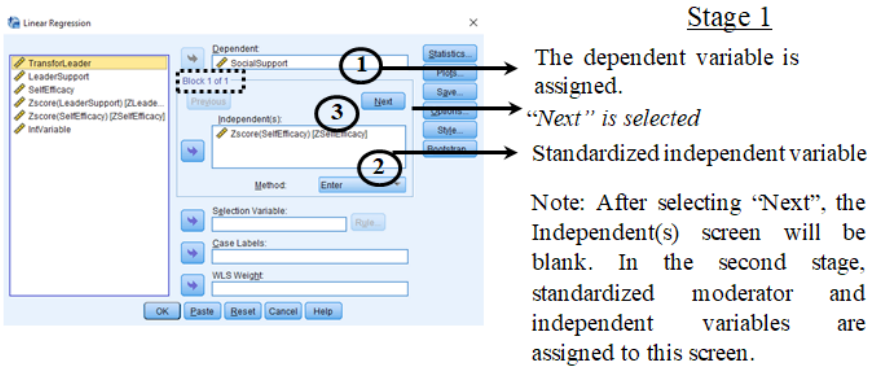 Linear Regression
Stage 1
Dependent:
SocialSupport
Statistics...
Plots...
Save...
Options...
Style...
Bootstrap...
TransforLeader
LeaderSupport
SelfEfficacy
Zscore(LeaderSupport) [ZLeade...
Zscore(SelfEfficacy) [ZSelfEfficacy]
IntVariable
Block 1 of 1
Previous
Next
Independent(s):
Zscore(SelfEfficacy) [ZSelfEfficacy]
Method:
Enter
Selection Variable:
Rule...
Case Labels:
WLS Weight:
OK
Paste
Reset
Cancel
Help
1
3
2
The dependent variable is
assigned.
“Next” is selected
Standardized independent variable
Note: After selecting “Next”, the
Independent(s) screen will be
blank. In the second stage,
standardized moderator and
independent variables are
assigned to this screen.